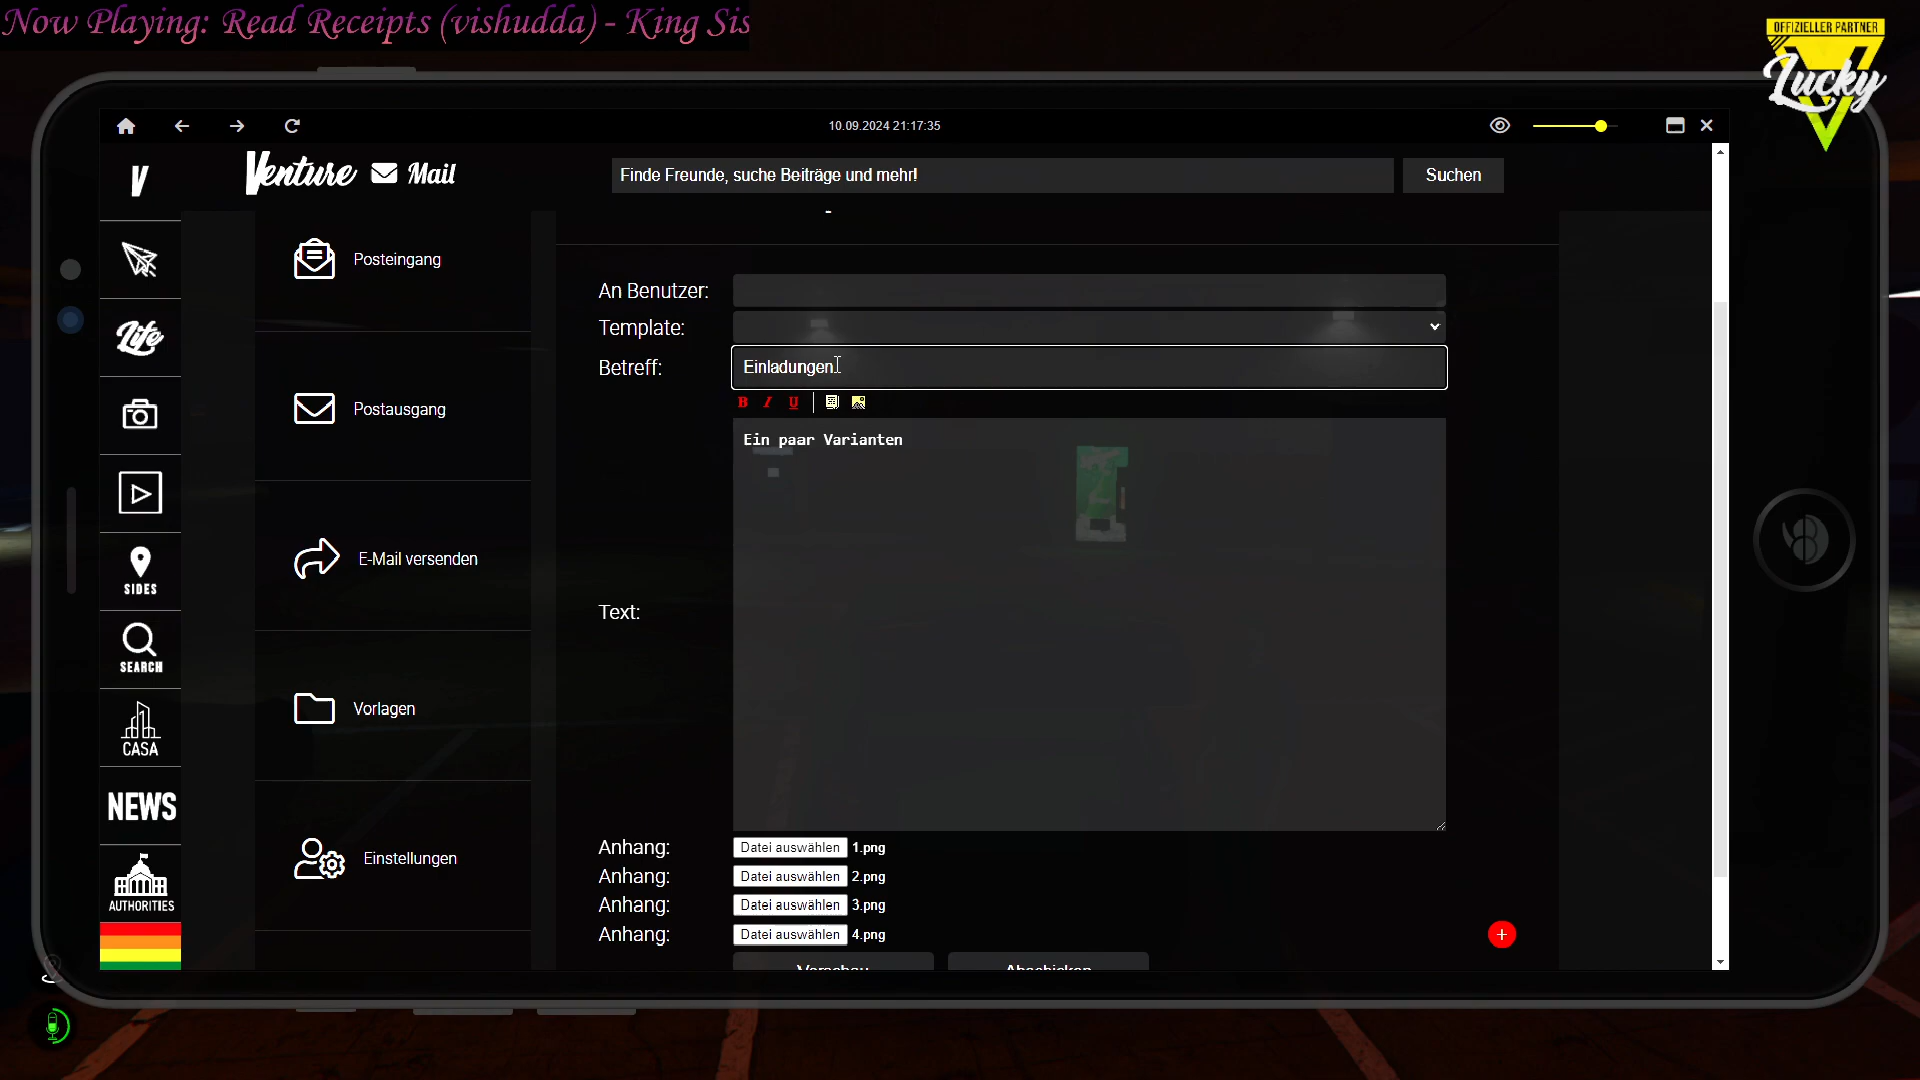 Now Playing: Read Receipts (vishudda) - King Sis
OFFIZIELLER PARTNER
Lucky
V
10.09.2024 21:17:35
V
Venture Mail
Finde Freunde, suche Beiträge und mehr!
Suchen
Posteingang
An Benutzer:
Template:
Life
Betreff:
Einladungen
B I U
Postausgang
Ein paar Varianten
E-Mail versenden
SIDES
Text:
SEARCH
Vorlagen
CASA
NEWS
Einstellungen
AUTHORITIES
Anhang: Datei auswählen 1.png
Anhang: Datei auswählen 2.png
Anhang: Datei auswählen 3.png
Anhang: Datei auswählen 4.png
+
Vorschau
Abschicken